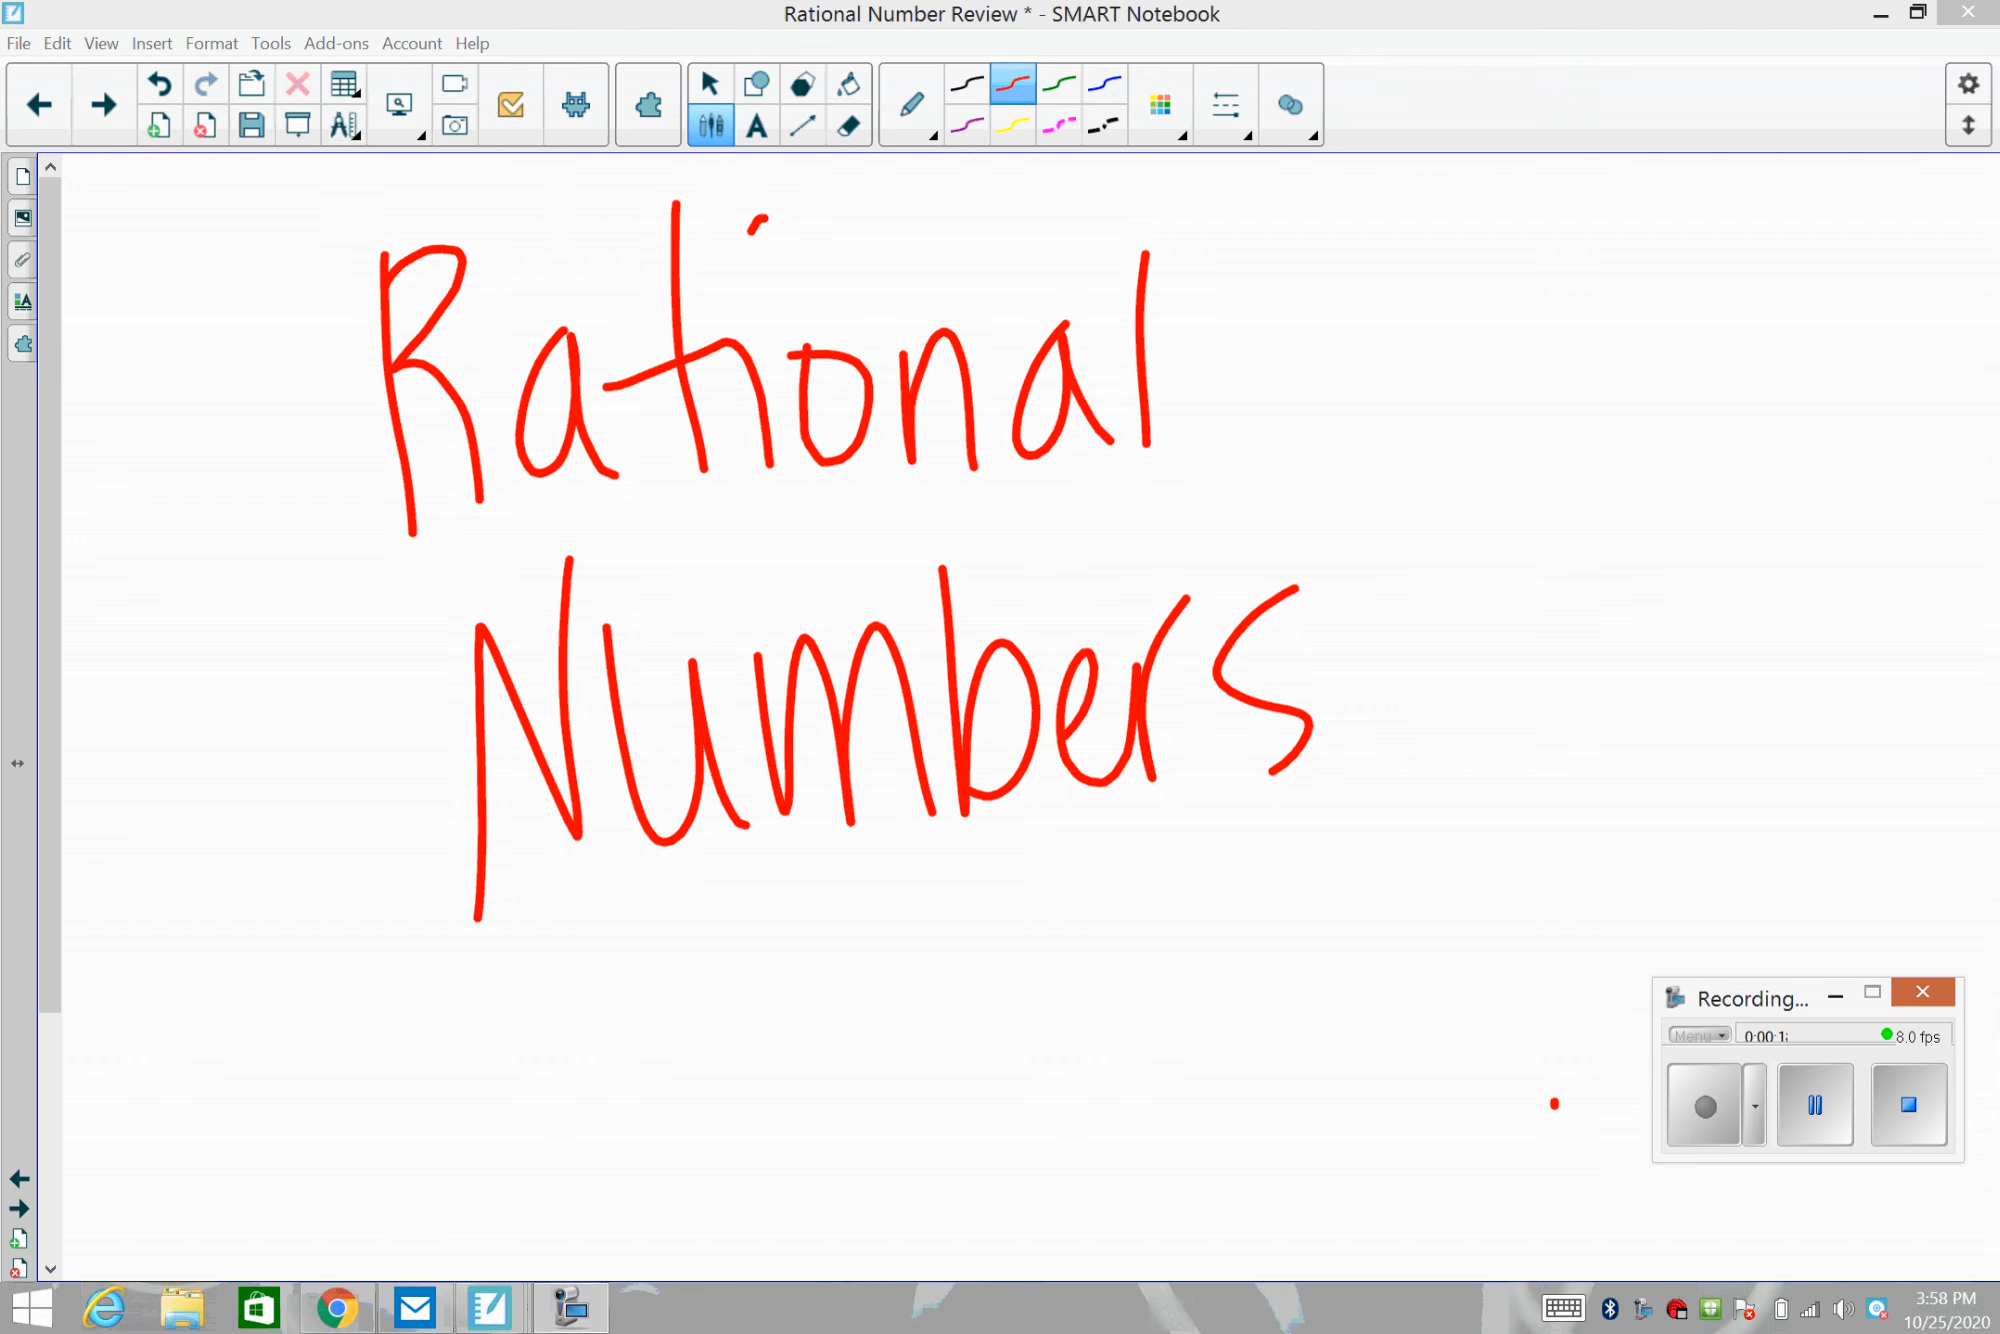 Rational Number Review * - SMART Notebook
File Edit View Insert Format Tools Add-ons Account Help
Rational
Numbers
Recording...
Menu 0:00:1 8.0 fps
3:58 PM
10/25/2020